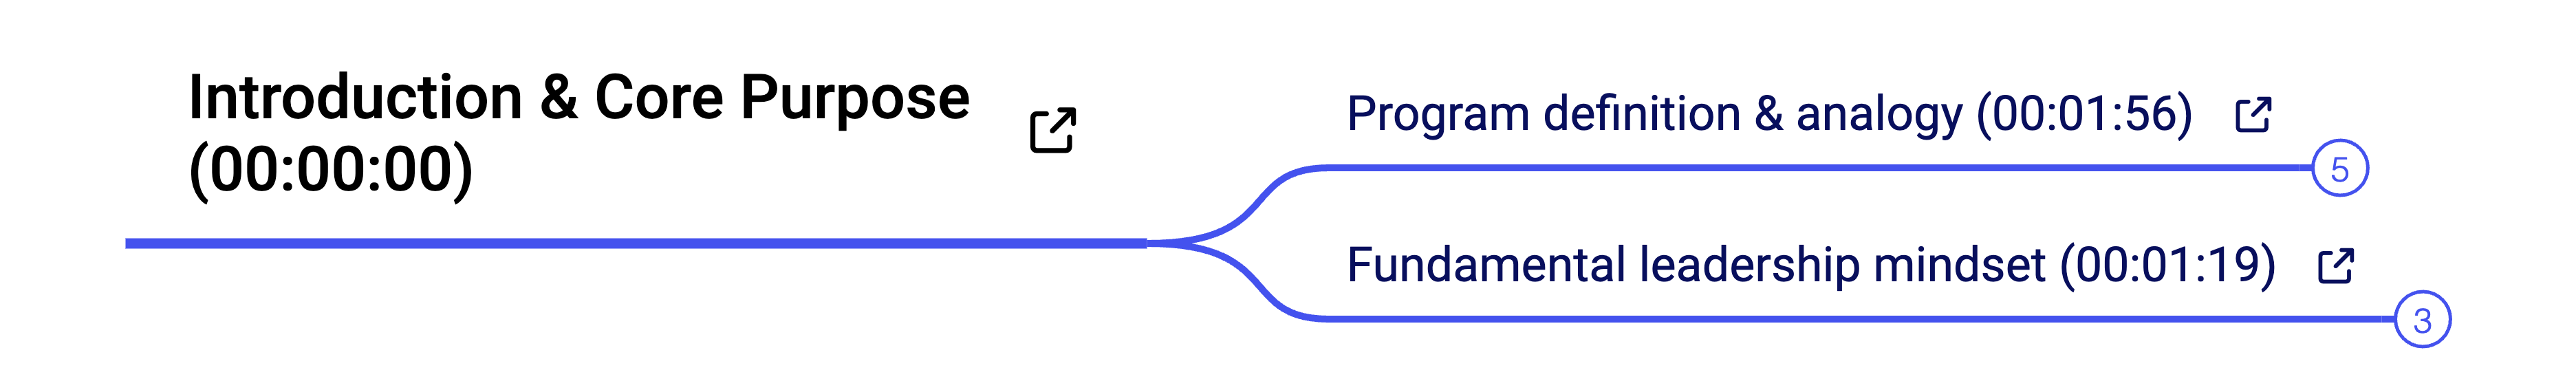 Introduction & Core Purpose
(00:00:00)
Program definition & analogy (00:01:56)
5
Fundamental leadership mindset (00:01:19)
3